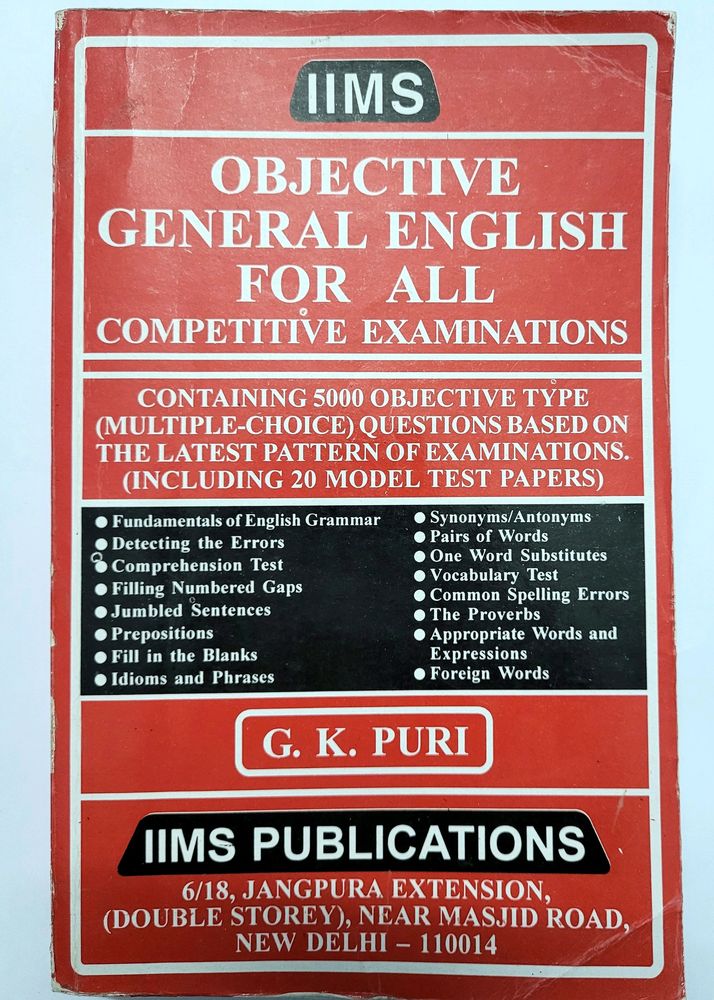 IIMS
OBJECTIVE
GENERAL ENGLISH
FOR ALL
COMPETITIVE EXAMINATIONS
CONTAINING 5000 OBJECTIVE TYPE
(MULTIPLE-CHOICE) QUESTIONS BASED ON
THE LATEST PATTERN OF EXAMINATIONS.
(INCLUDING 20 MODEL TEST PAPERS)
● Fundamentals of English Grammar
● Detecting the Errors
● Comprehension Test
● Filling Numbered Gaps
● Jumbled Sentences
● Prepositions
● Fill in the Blanks
● Idioms and Phrases
● Synonyms/Antonyms
● Pairs of Words
● One Word Substitutes
● Vocabulary Test
● Common Spelling Errors
● The Proverbs
● Appropriate Words and
Expressions
● Foreign Words
G. K. PURI
IIMS PUBLICATIONS
6/18, JANGPURA EXTENSION,
(DOUBLE STOREY), NEAR MASJID ROAD,
NEW DELHI – 110014